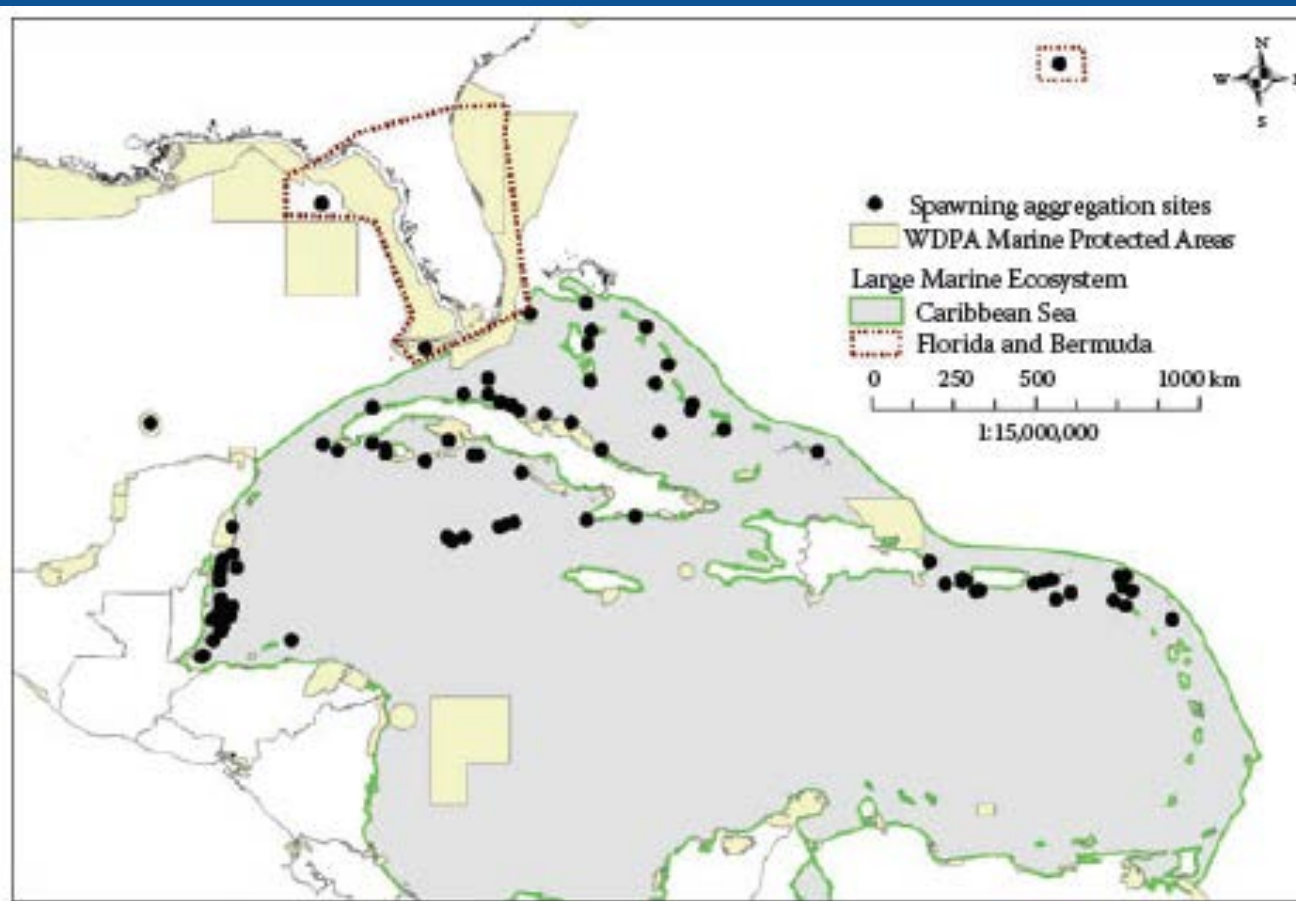 N
W
S
Spawning aggregation sites
WDPA Marine Protected Areas
Large Marine Ecosystem
Caribbean Sea
Florida and Bermuda
0 250 500 1000 km
1:15,000,000